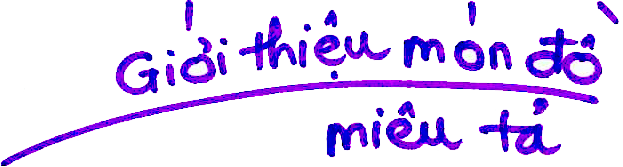 Giới thiệu món đồ
miêu tả